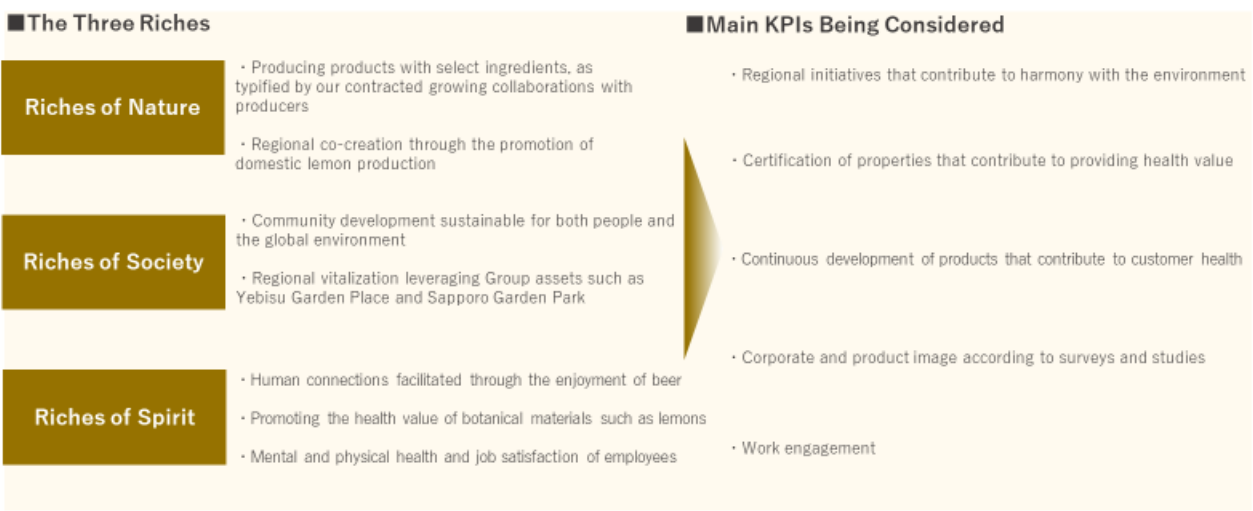 ■The Three Riches
Riches of Nature
・Producing products with select ingredients, as
typified by our contracted growing collaborations with
producers
・Regional co-creation through the promotion of
domestic lemon production
Riches of Society
・Community development sustainable for both people and
the global environment
・Regional vitalization leveraging Group assets such as
Yebisu Garden Place and Sapporo Garden Park
Riches of Spirit
・Human connections facilitated through the enjoyment of beer
・Promoting the health value of botanical materials such as lemons
・Mental and physical health and job satisfaction of employees
■Main KPIs Being Considered
・Regional initiatives that contribute to harmony with the environment
・Certification of properties that contribute to providing health value
・Continuous development of products that contribute to customer health
・Corporate and product image according to surveys and studies
・Work engagement